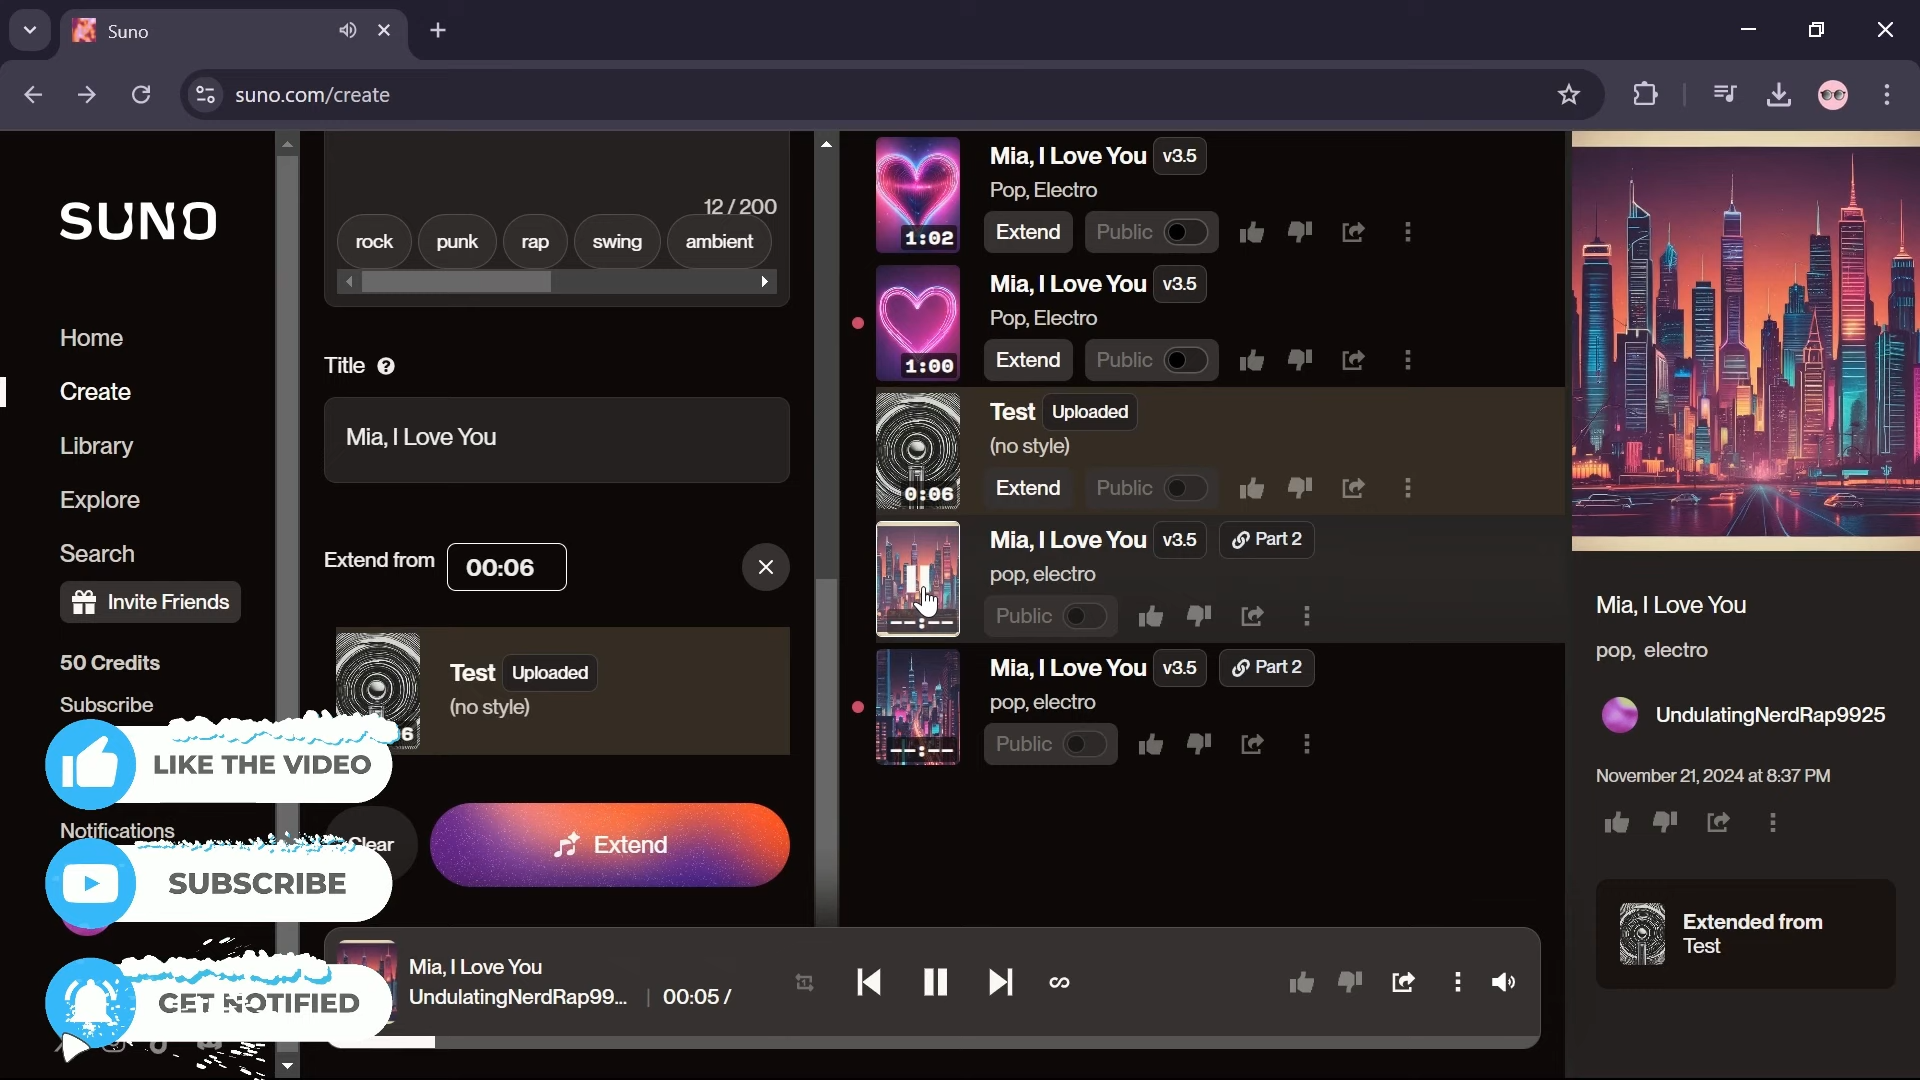 Suno
suno.com/create
SUNO
Home
Create
Library
Explore
Search
Invite Friends
50 Credits
Subscribe
LIKE THE VIDEO
Notifications
SUBSCRIBE
GET NOTIFIED
12 / 200
rock
punk
rap
swing
ambient
Title
Mia, I Love You
Extend from
00:06
Test
Uploaded
(no style)
6
Clear
Extend
Mia, I Love You
v3.5
Pop, Electro
1:02
Extend
Public
Mia, I Love You
v3.5
Pop, Electro
1:00
Extend
Public
Test
Uploaded
(no style)
0:06
Extend
Public
Mia, I Love You
v3.5
Part 2
pop, electro
--:--
Public
Mia, I Love You
v3.5
Part 2
pop, electro
--:--
Public
Mia, I Love You
pop, electro
UndulatingNerdRap9925
November 21, 2024 at 8:37 PM
Extended from
Test
Mia, I Love You
UndulatingNerdRap99...
00:05 /